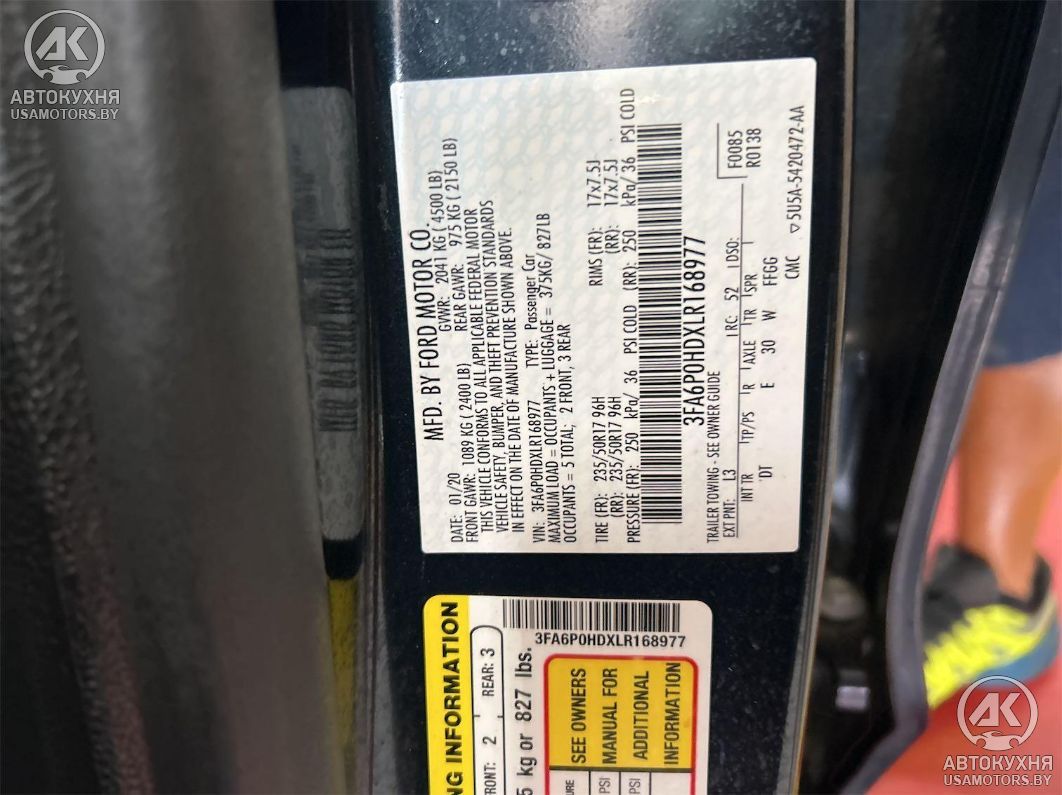 AK
АВТОКУХНЯ
USAMOTORS.BY
MFD. BY FORD MOTOR CO.
DATE: 01/20 GVWR: 2041 KG ( 4500 LB)
FRONT GAWR: 1089 KG ( 2400 LB) REAR GAWR: 975 KG ( 2150 LB)
THIS VEHICLE CONFORMS TO ALL APPLICABLE FEDERAL MOTOR
VEHICLE SAFETY, BUMPER, AND THEFT PREVENTION STANDARDS
IN EFFECT ON THE DATE OF MANUFACTURE SHOWN ABOVE.
VIN: 3FA6P0HDXLR168977 TYPE: Passenger Car
MAXIMUM LOAD = OCCUPANTS + LUGGAGE = 375KG/ 827LB
OCCUPANTS = 5 TOTAL; 2 FRONT, 3 REAR
TIRE (FR): 235/50R17 96H RIMS (FR): 17x7.5J
(RR): 235/50R17 96H (RR): 17x7.5J
PRESSURE (FR): 250 kPa/ 36 PSI COLD (RR): 250 kPa/ 36 PSI COLD
3FA6P0HDXLR168977
TRAILER TOWING - SEE OWNER GUIDE
F0085
R0138
EXT PNT: L3 RC: 52 DSO:
INT TR TP/PS R AXLE TR SPR
DT E 30 W FFGG
CMC ▽5U5A-5420472-AA
NG INFORMATION
FRONT: 2 REAR: 3
5 kg or 827 lbs.
3FA6P0HDXLR168977
SEE OWNERS
MANUAL FOR
ADDITIONAL
INFORMATION
URE
PSI
PSI
AK
АВТОКУХНЯ
USAMOTORS.BY